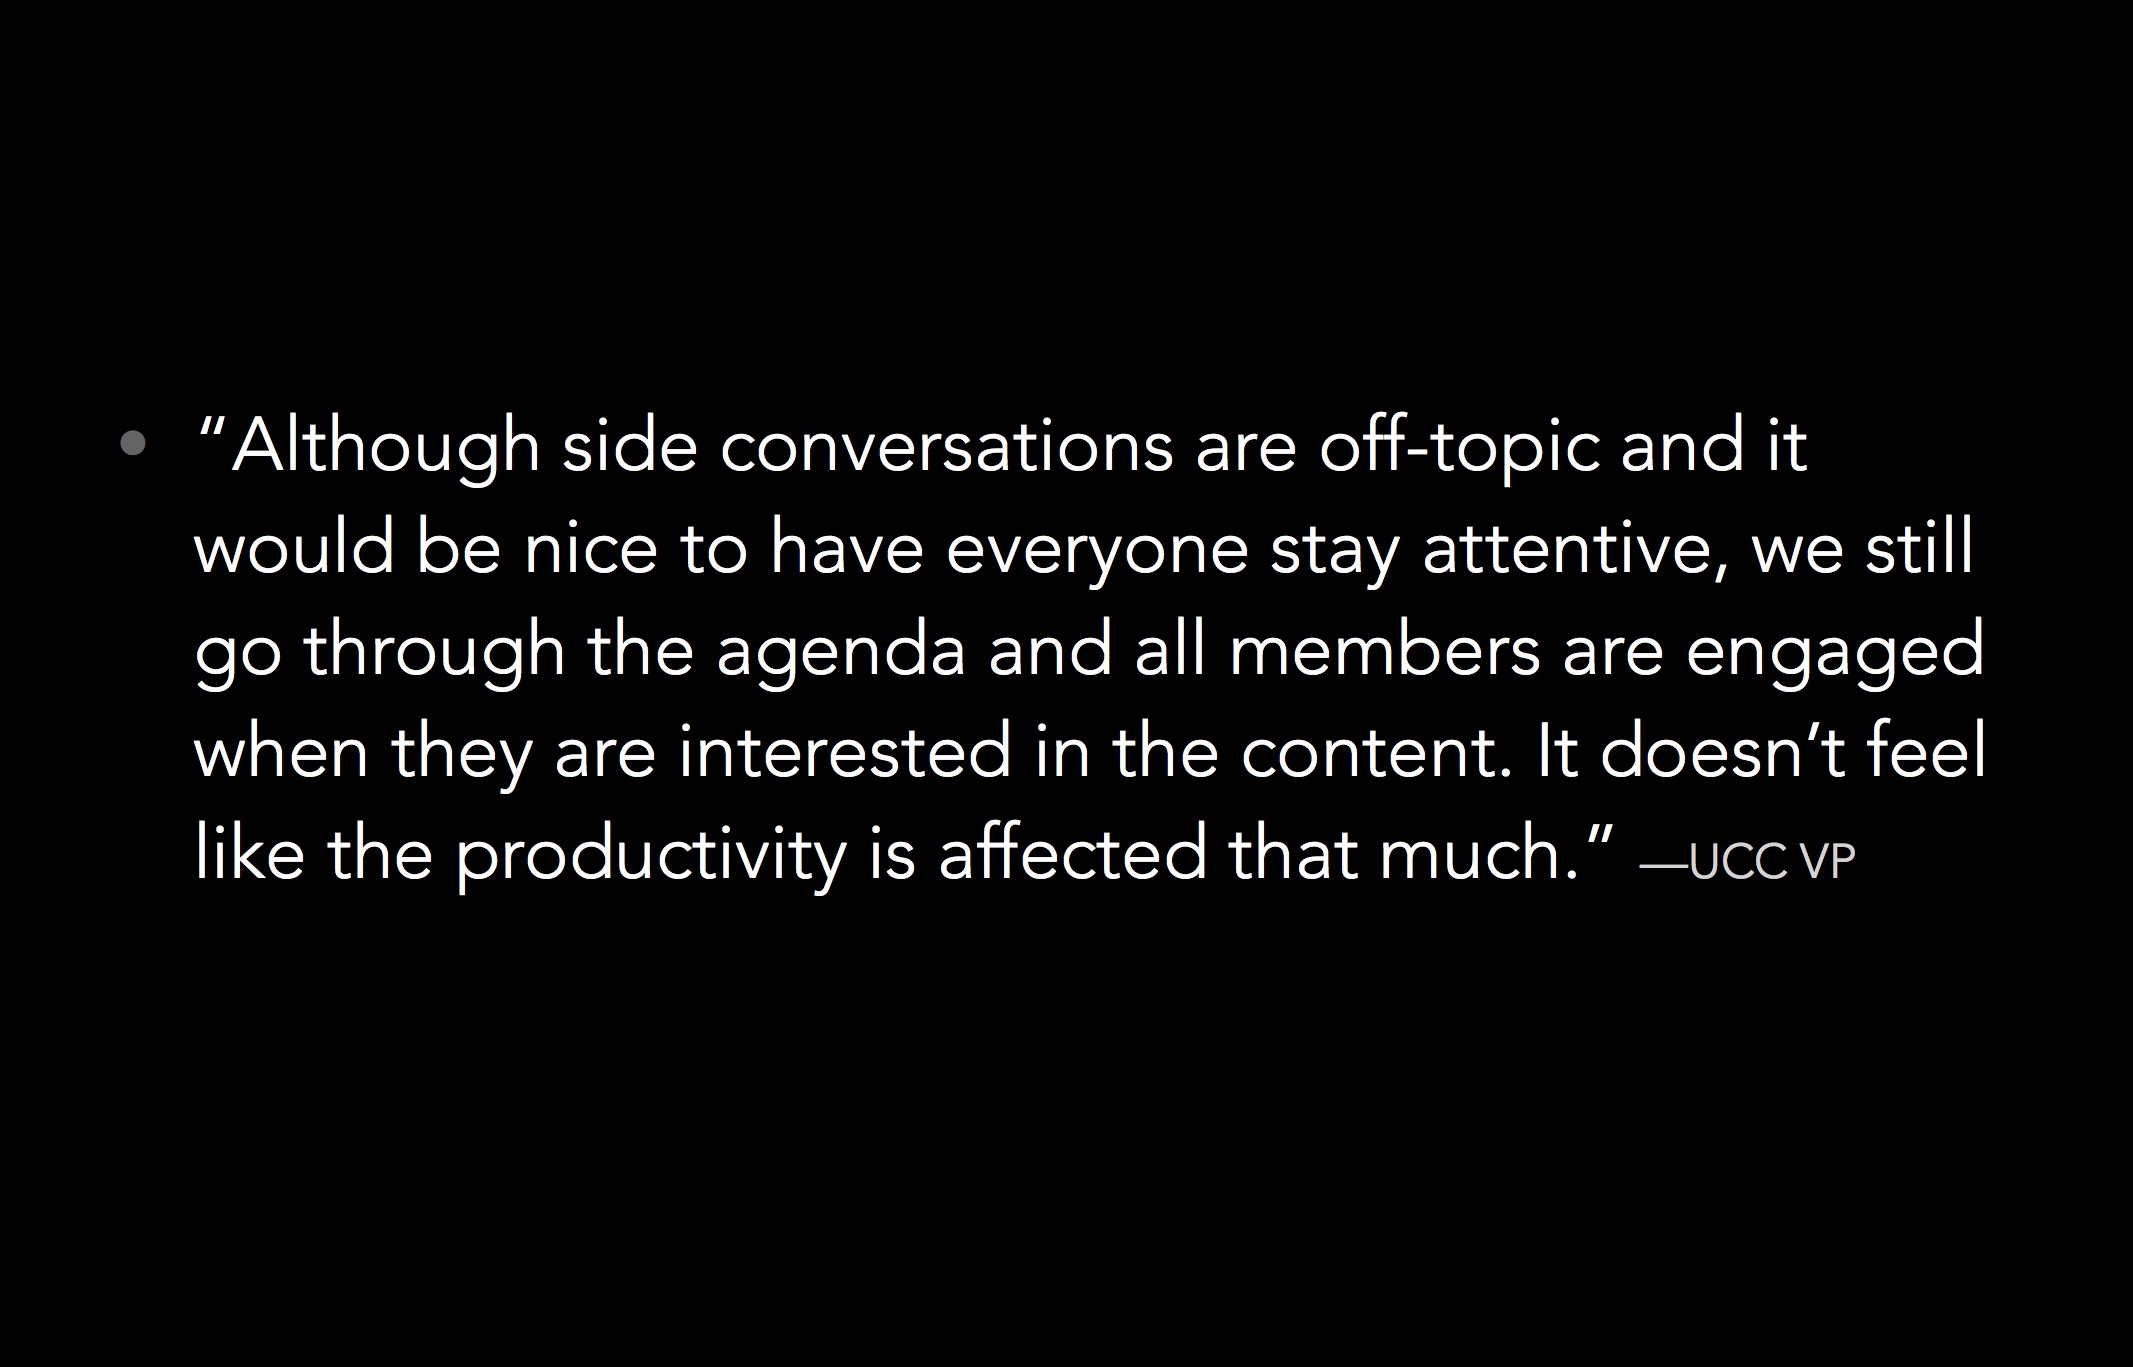 • “Although side conversations are off-topic and it
would be nice to have everyone stay attentive, we still
go through the agenda and all members are engaged
when they are interested in the content. It doesn’t feel
like the productivity is affected that much.” —UCC VP